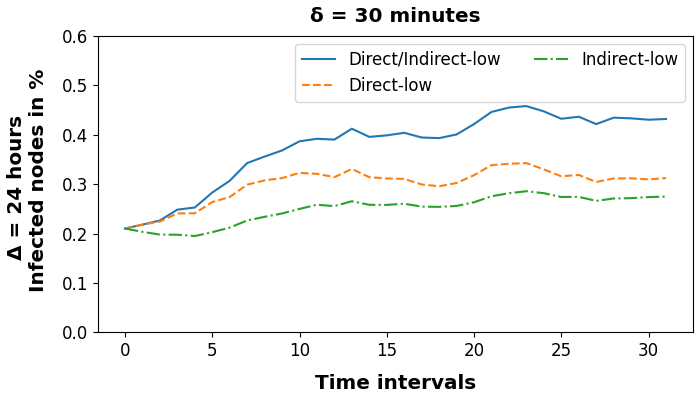 δ = 30 minutes
Δ = 24 hours
Infected nodes in %
0.6
0.5
0.4
0.3
0.2
0.1
0.0
Direct/Indirect-low
Direct-low
Indirect-low
0 5 10 15 20 25 30
Time intervals